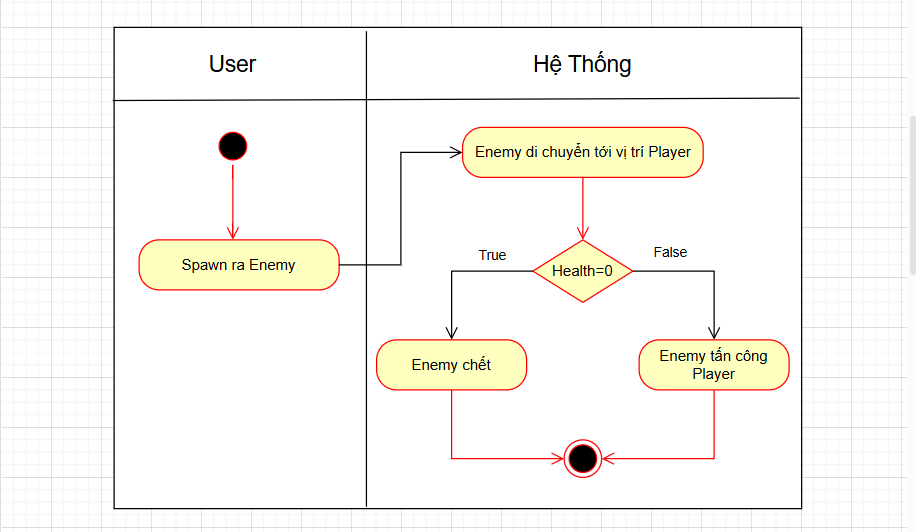 User
Hệ Thống
Enemy di chuyển tới vị trí Player
Spawn ra Enemy
True
False
Health=0
Enemy chết
Enemy tấn công
Player